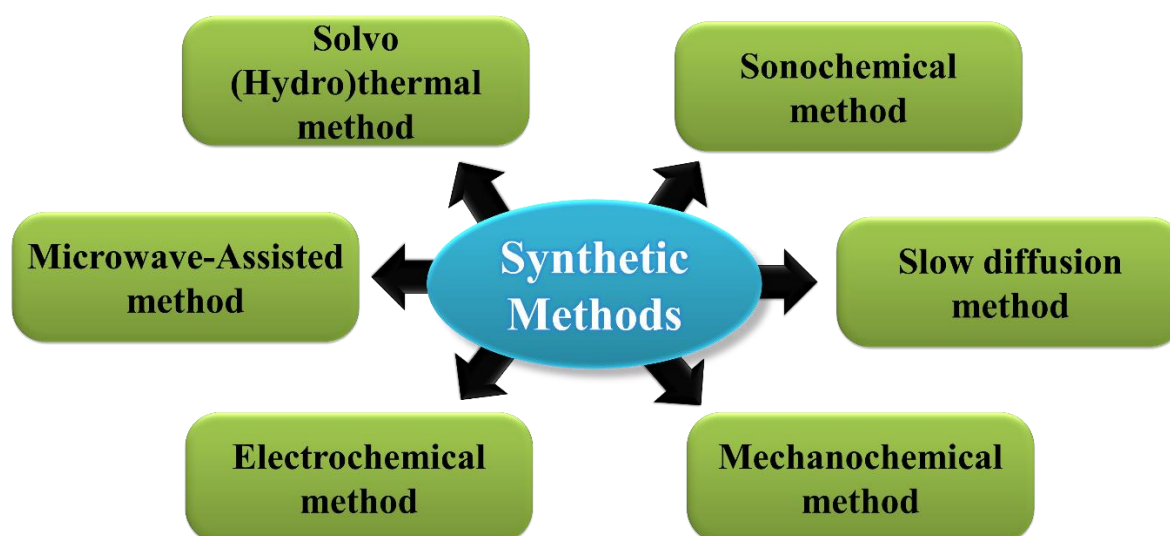 Solvo
(Hydro)thermal
method
Sonochemical
method
Microwave-Assisted
method
Synthetic
Methods
Slow diffusion
method
Electrochemical
method
Mechanochemical
method